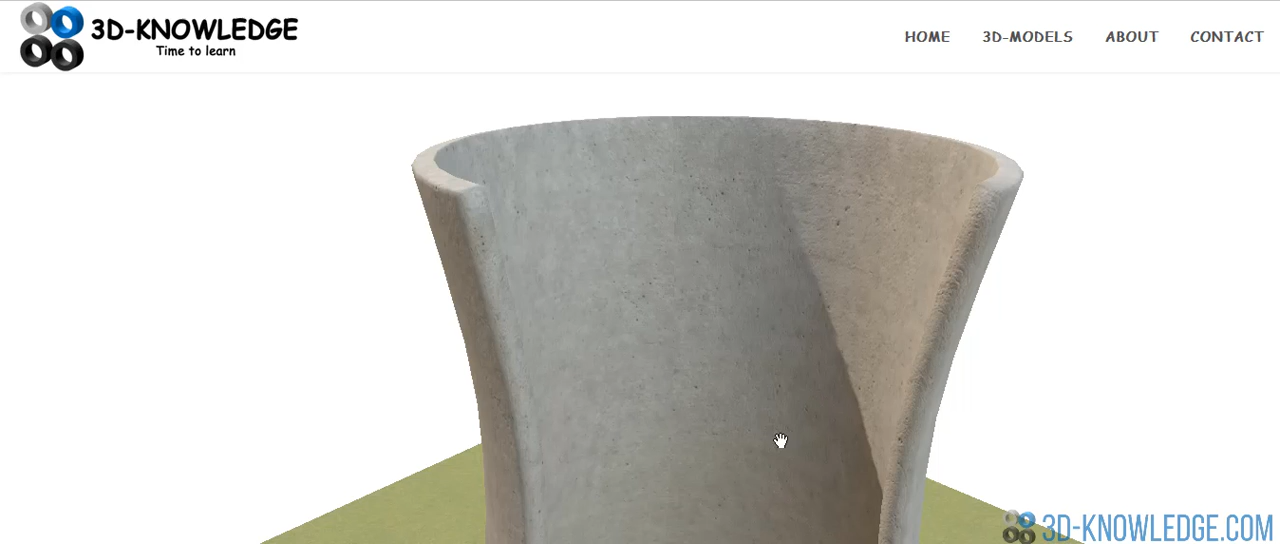 3D-KNOWLEDGE
Time to learn
HOME 3D-MODELS ABOUT CONTACT
3D-KNOWLEDGE.COM